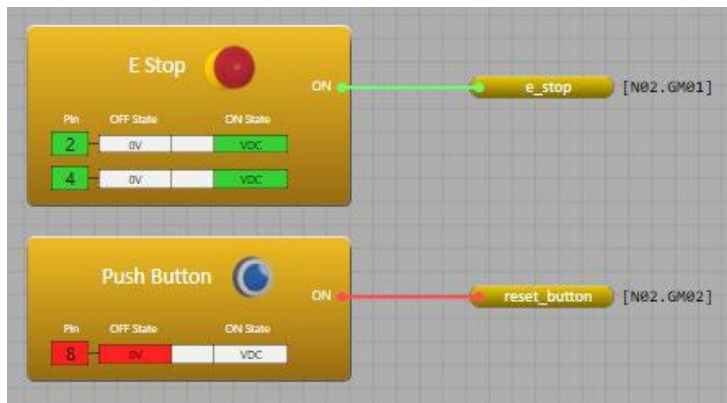 E Stop
ON
e_stop [N02.GM01]
Pin OFF State ON State
2 0V VDC
4 0V VDC
Push Button
ON
reset_button [N02.GM02]
Pin OFF State ON State
8 0V VDC